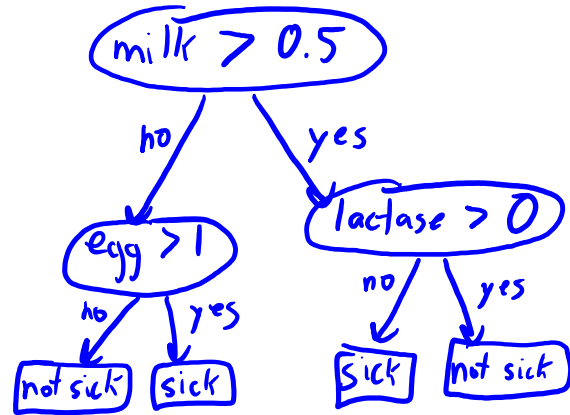 milk > 0.5
no yes
egg > 1 lactase > 0
no yes no yes
not sick sick sick not sick